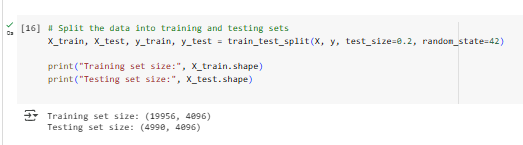 [16] # Split the data into training and testing sets
X_train, X_test, y_train, y_test = train_test_split(X, y, test_size=0.2, random_state=42)
print("Training set size:", X_train.shape)
print("Testing set size:", X_test.shape)
0s
Training set size: (19956, 4096)
Testing set size: (4990, 4096)